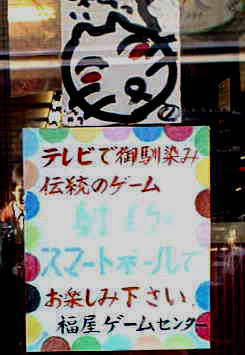 テレビで御馴染み
伝統のゲーム
射的
スマートボールで
お楽しみ下さい、
福屋ゲームセンター